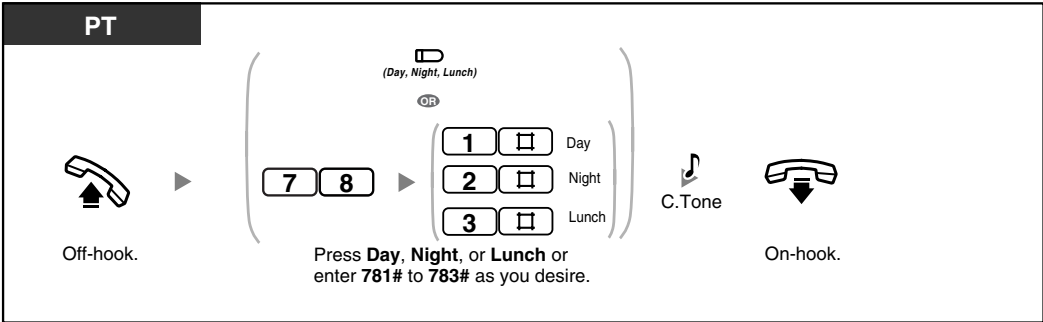 PT
(Day, Night, Lunch)
OR
1 # Day
7 8 2 # Night
3 # Lunch
C.Tone
Off-hook.
Press Day, Night, or Lunch or
enter 781# to 783# as you desire.
On-hook.